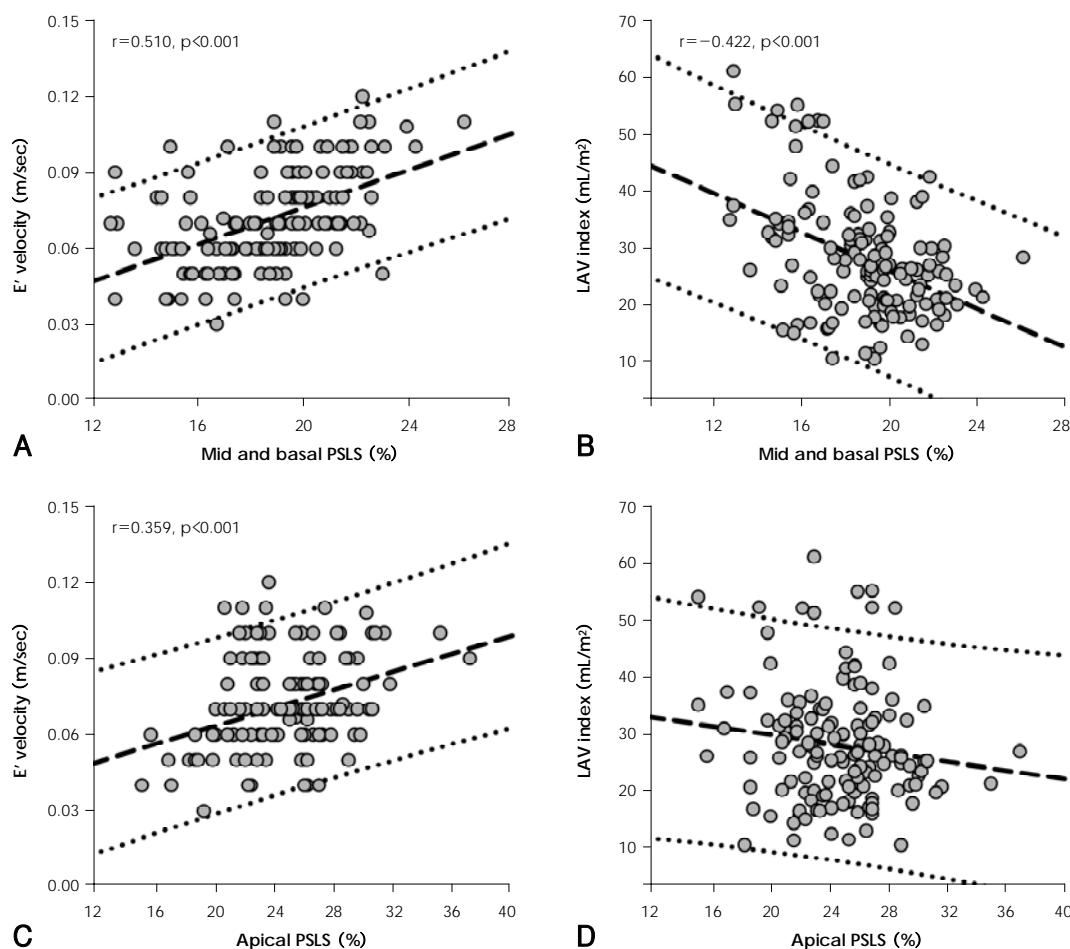 0.15
0.12
0.09
0.06
0.03
0.00
E′ velocity (m/sec)
r=0.510, p<0.001
12 16 20 24 28
Mid and basal PSLS (%)
A
70
60
50
40
30
20
10
LAV index (mL/m²)
r=−0.422, p<0.001
12 16 20 24 28
Mid and basal PSLS (%)
B
0.15
0.12
0.09
0.06
0.03
0.00
E′ velocity (m/sec)
r=0.359, p<0.001
12 16 20 24 28 32 36 40
Apical PSLS (%)
C
70
60
50
40
30
20
10
LAV index (mL/m²)
12 16 20 24 28 32 36 40
Apical PSLS (%)
D